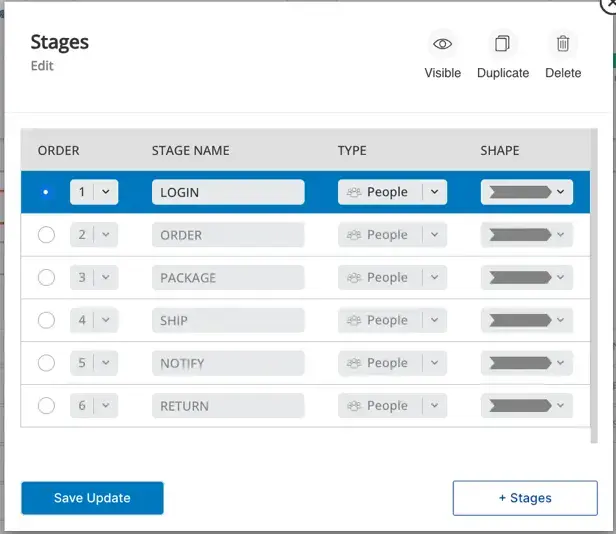 Stages
Edit
Visible Duplicate Delete
ORDER STAGE NAME TYPE SHAPE
1 LOGIN People
2 ORDER People
3 PACKAGE People
4 SHIP People
5 NOTIFY People
6 RETURN People
Save Update + Stages